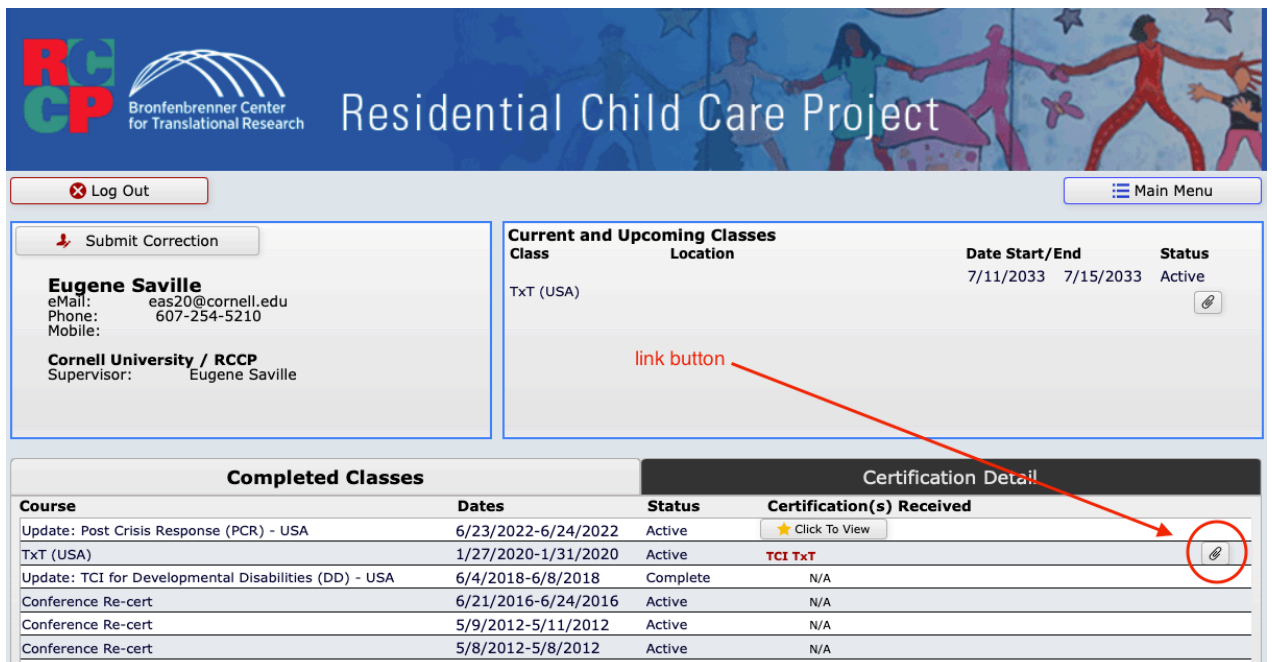 RC
CP
Bronfenbrenner Center
for Translational Research
Residential Child Care Project
Log Out
Main Menu
Submit Correction
Eugene Saville
eMail: eas20@cornell.edu
Phone: 607-254-5210
Mobile:
Cornell University / RCCP
Supervisor: Eugene Saville
Current and Upcoming Classes
Class Location Date Start/End Status
7/11/2033 7/15/2033 Active
TxT (USA)
link button
Completed Classes
Certification Detail
Course Dates Status Certification(s) Received
Update: Post Crisis Response (PCR) - USA 6/23/2022-6/24/2022 Active Click To View
TxT (USA) 1/27/2020-1/31/2020 Active TCI TxT
Update: TCI for Developmental Disabilities (DD) - USA 6/4/2018-6/8/2018 Complete N/A
Conference Re-cert 6/21/2016-6/24/2016 Active N/A
Conference Re-cert 5/9/2012-5/11/2012 Active N/A
Conference Re-cert 5/8/2012-5/8/2012 Active N/A